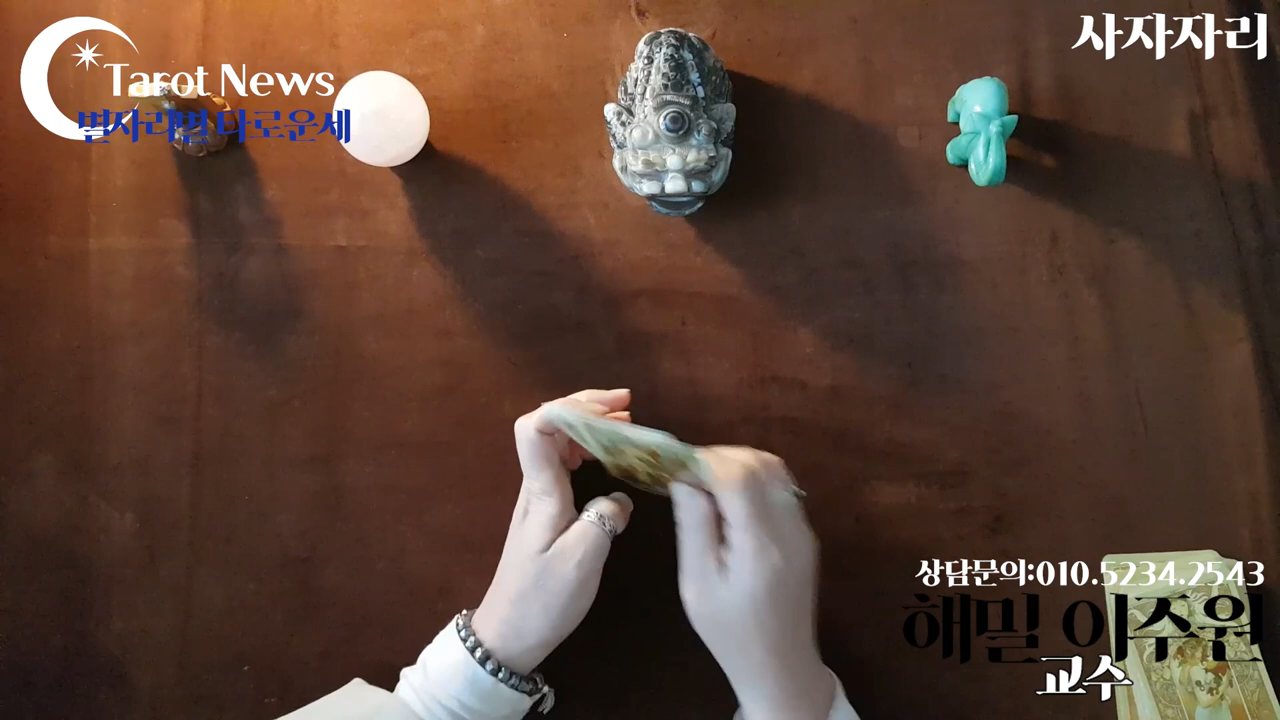 사자자리
Tarot News
별자리별 타로운세
상담문의:010.5234.2543
해밀 이주원
교수